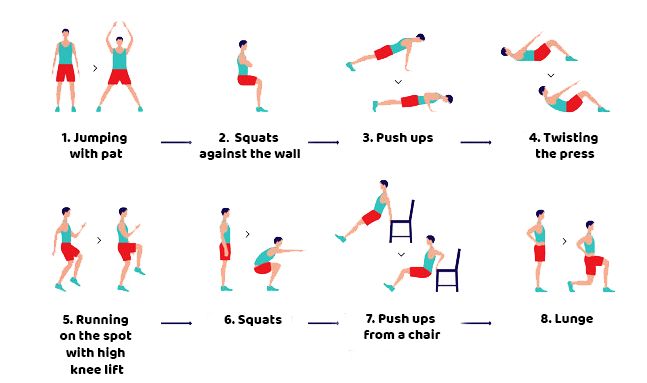 1. Jumping
with pat
2. Squats
against the wall
3. Push ups
4. Twisting
the press
5. Running
on the spot
with high
knee lift
6. Squats
7. Push ups
from a chair
8. Lunge